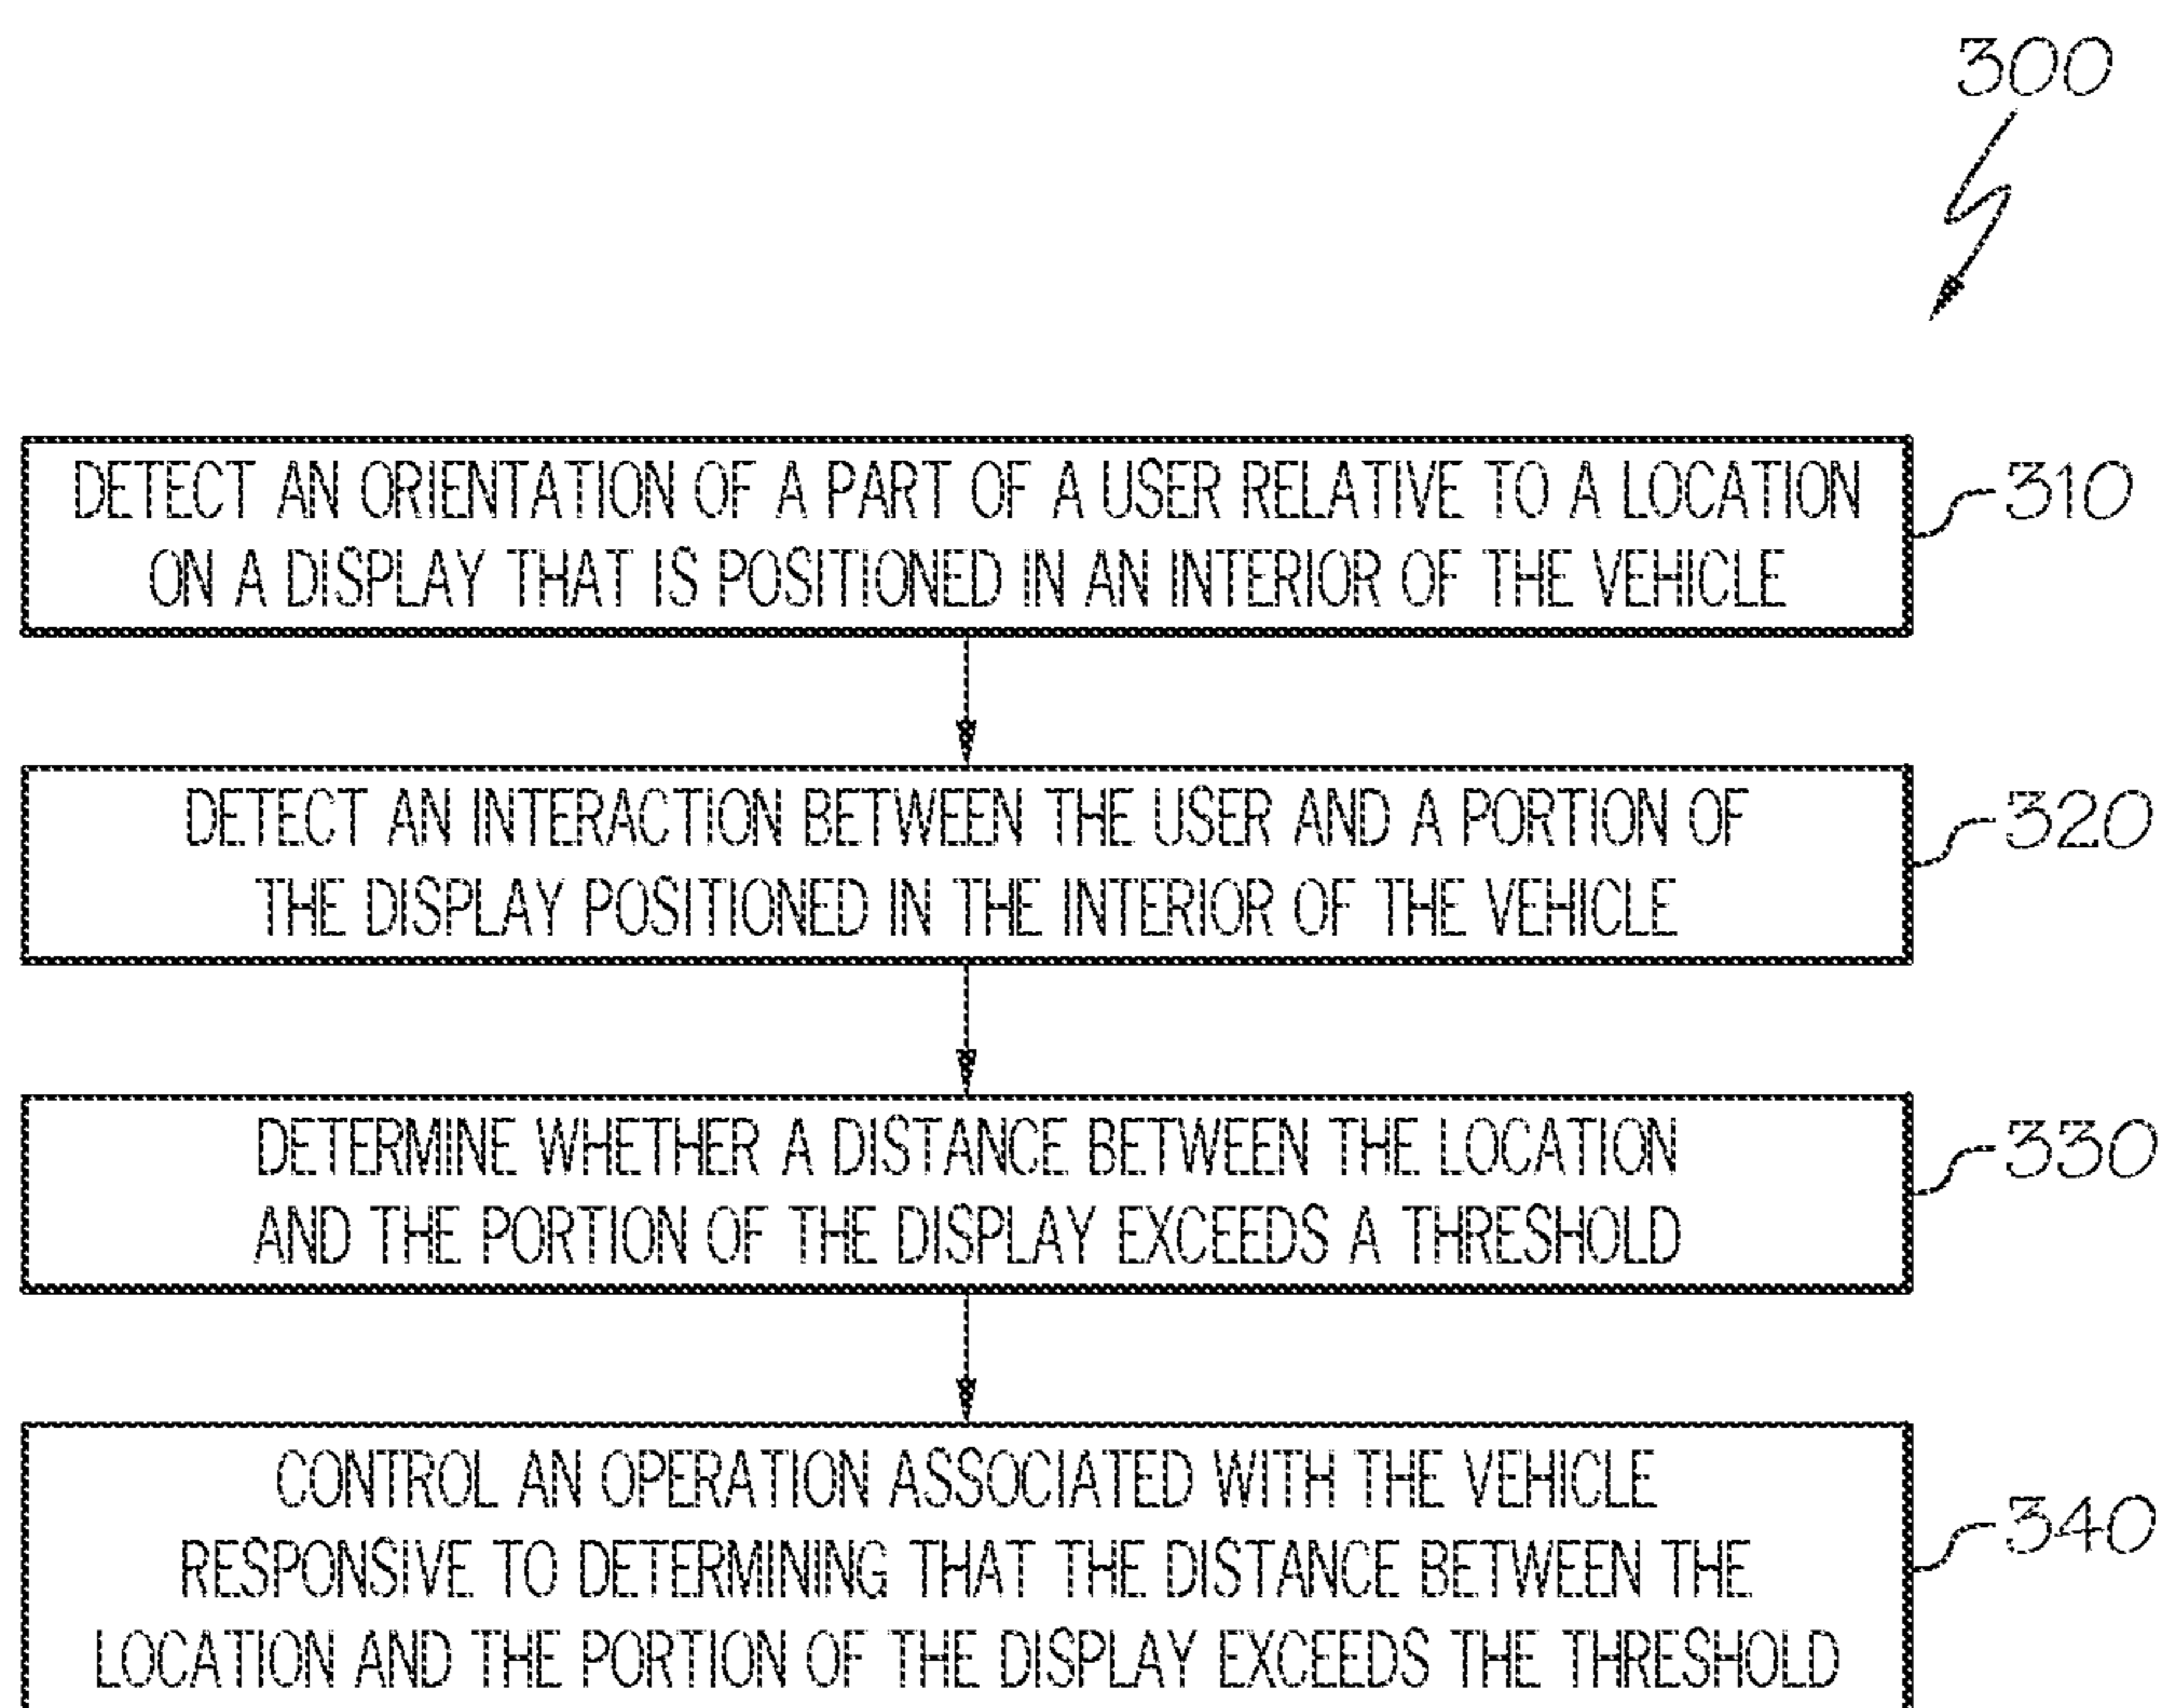 300
DETECT AN ORIENTATION OF A PART OF A USER RELATIVE TO A LOCATION
ON A DISPLAY THAT IS POSITIONED IN AN INTERIOR OF THE VEHICLE
310
DETECT AN INTERACTION BETWEEN THE USER AND A PORTION OF
THE DISPLAY POSITIONED IN THE INTERIOR OF THE VEHICLE
320
DETERMINE WHETHER A DISTANCE BETWEEN THE LOCATION
AND THE PORTION OF THE DISPLAY EXCEEDS A THRESHOLD
330
CONTROL AN OPERATION ASSOCIATED WITH THE VEHICLE
RESPONSIVE TO DETERMINING THAT THE DISTANCE BETWEEN THE
LOCATION AND THE PORTION OF THE DISPLAY EXCEEDS THE THRESHOLD
340